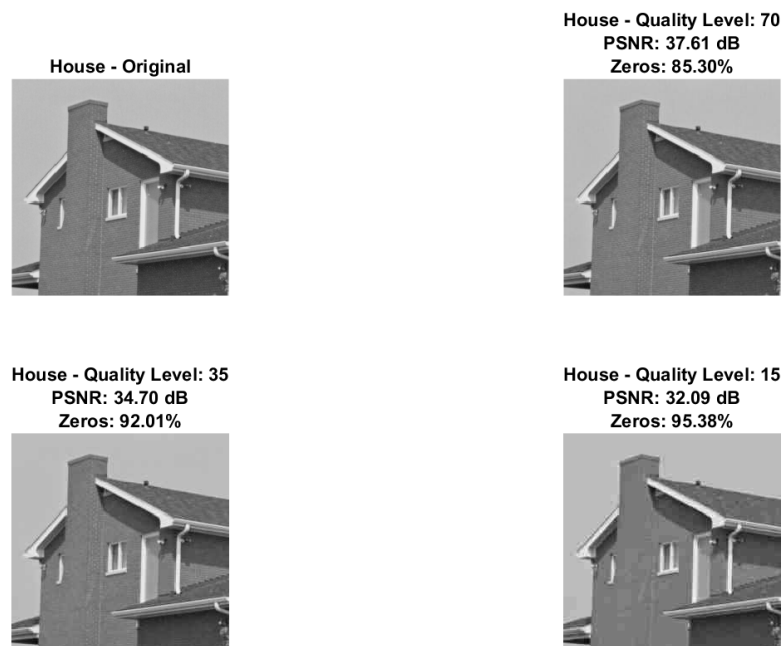 House - Original
House - Quality Level: 70
PSNR: 37.61 dB
Zeros: 85.30%
House - Quality Level: 35
PSNR: 34.70 dB
Zeros: 92.01%
House - Quality Level: 15
PSNR: 32.09 dB
Zeros: 95.38%